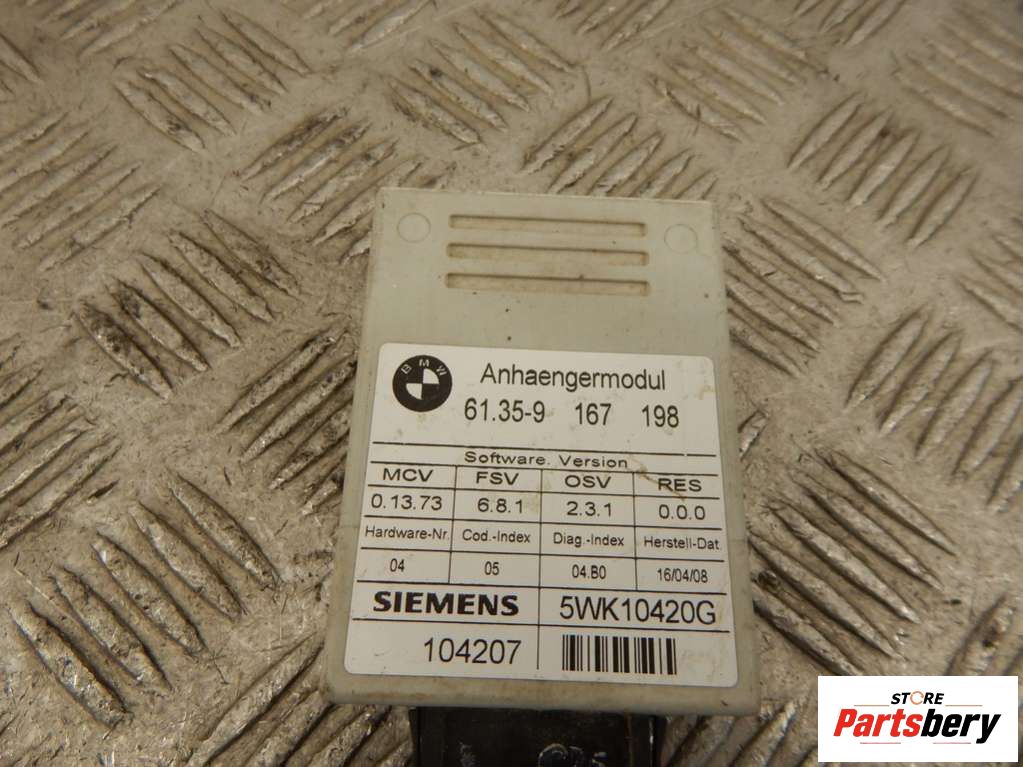 BMW
Anhaengermodul
61.35-9 167 198
Software. Version
MCV FSV OSV RES
0.13.73 6.8.1 2.3.1 0.0.0
Hardware-Nr. Cod.-Index Diag.-Index Herstell-Dat.
04 05 04.B0 16/04/08
SIEMENS 5WK10420G
104207
STORE
Partsbery